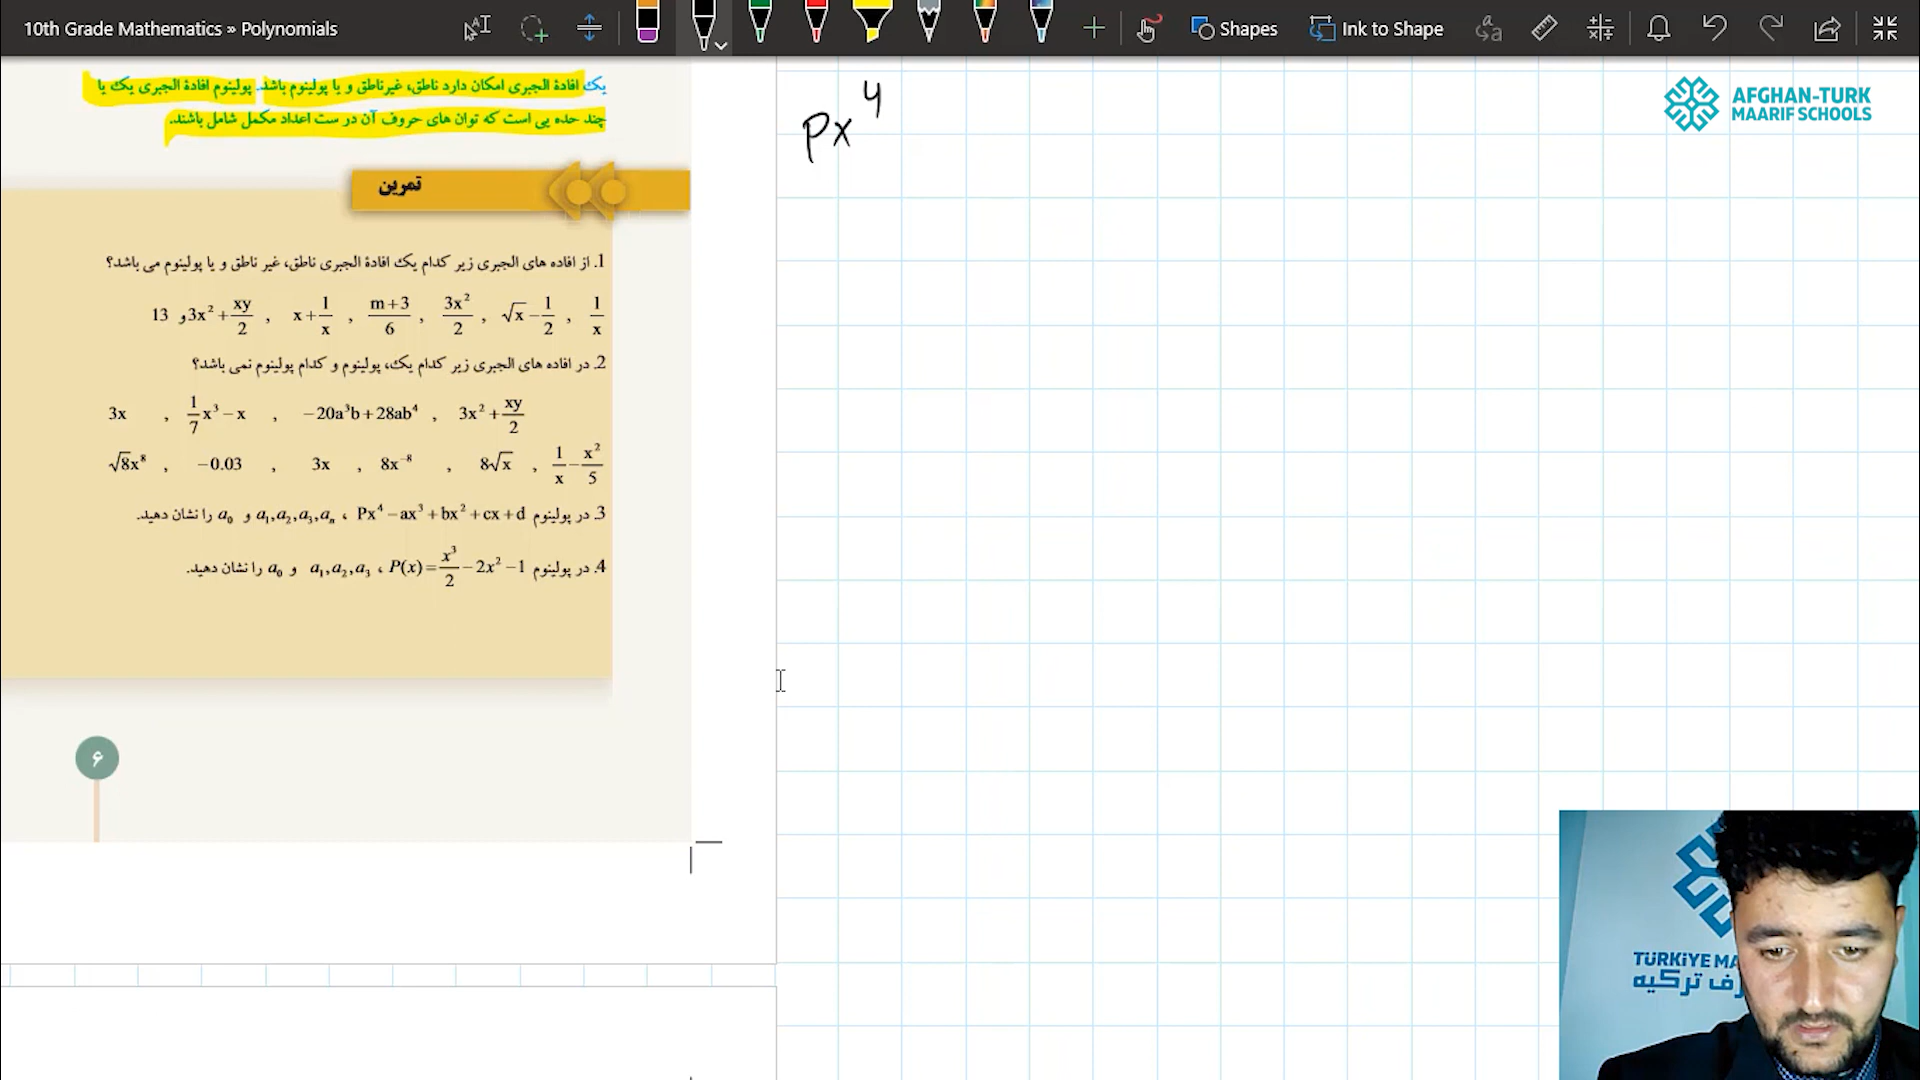 10th Grade Mathematics » Polynomials
Shapes
Ink to Shape
یک افادهٔ الجبری امکان دارد ناطق، غیرناطق و یا پولینوم باشد. پولینوم افادهٔ الجبری یک یا
چند حده یی است که توان های حروف آن در ست اعداد مکمل شامل باشند.
تمرین
1. از افاده های الجبری زیر کدام یک افادهٔ الجبری ناطق، غیر ناطق و یا پولینوم می باشد؟
13 و 3x² + xy/2 , x + 1/x , m+3/6 , 3x²/2 , √x − 1/2 , 1/x
2. در افاده های الجبری زیر کدام یک، پولینوم و کدام پولینوم نمی باشد؟
3x , 1/7 x³ − x , −20a³b + 28ab⁴ , 3x² + xy/2
√8x⁸ , −0.03 , 3x , 8x⁻⁸ , 8√x , 1/x − x²/5
3. در پولینوم Px⁴ − ax³ + bx² + cx + d ، a₁, a₂, a₃, aₙ و a₀ را نشان دهید.
4. در پولینوم P(x) = x³/2 − 2x² − 1 ، a₁, a₂, a₃ و a₀ را نشان دهید.
۶
Px⁴
AFGHAN-TURK
MAARIF SCHOOLS
TÜRKİYE MA
رف ترکیه